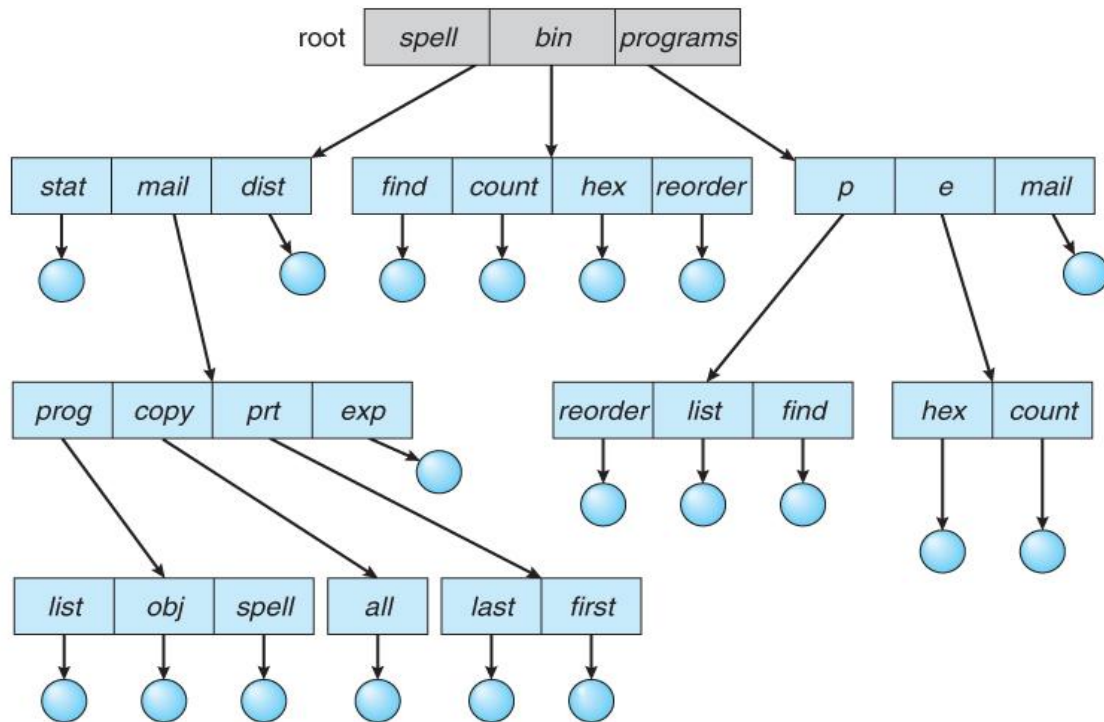 root spell bin programs
stat mail dist find count hex reorder p e mail
prog copy prt exp reorder list find hex count
list obj spell all last first